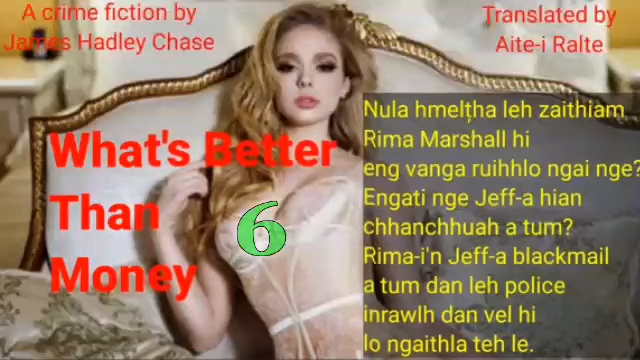 A crime fiction by
James Hadley Chase
Translated by
Aite-i Ralte
What's Better
Than
Money
6
Nula hmelṭha leh zaithiam
Rima Marshall hi
eng vanga ruihhlo ngai nge?
Engati nge Jeff-a hian
chhanchhuah a tum?
Rima-i'n Jeff-a blackmail
a tum dan leh police
inrawlh dan vel hi
lo ngaithla teh le.